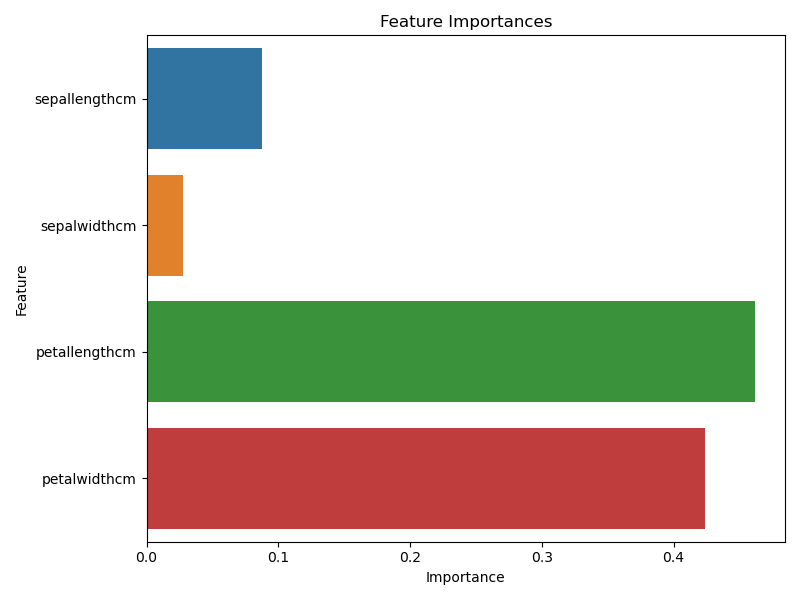 Feature Importances
Feature
sepallengthcm
sepalwidthcm
petallengthcm
petalwidthcm
0.0 0.1 0.2 0.3 0.4
Importance